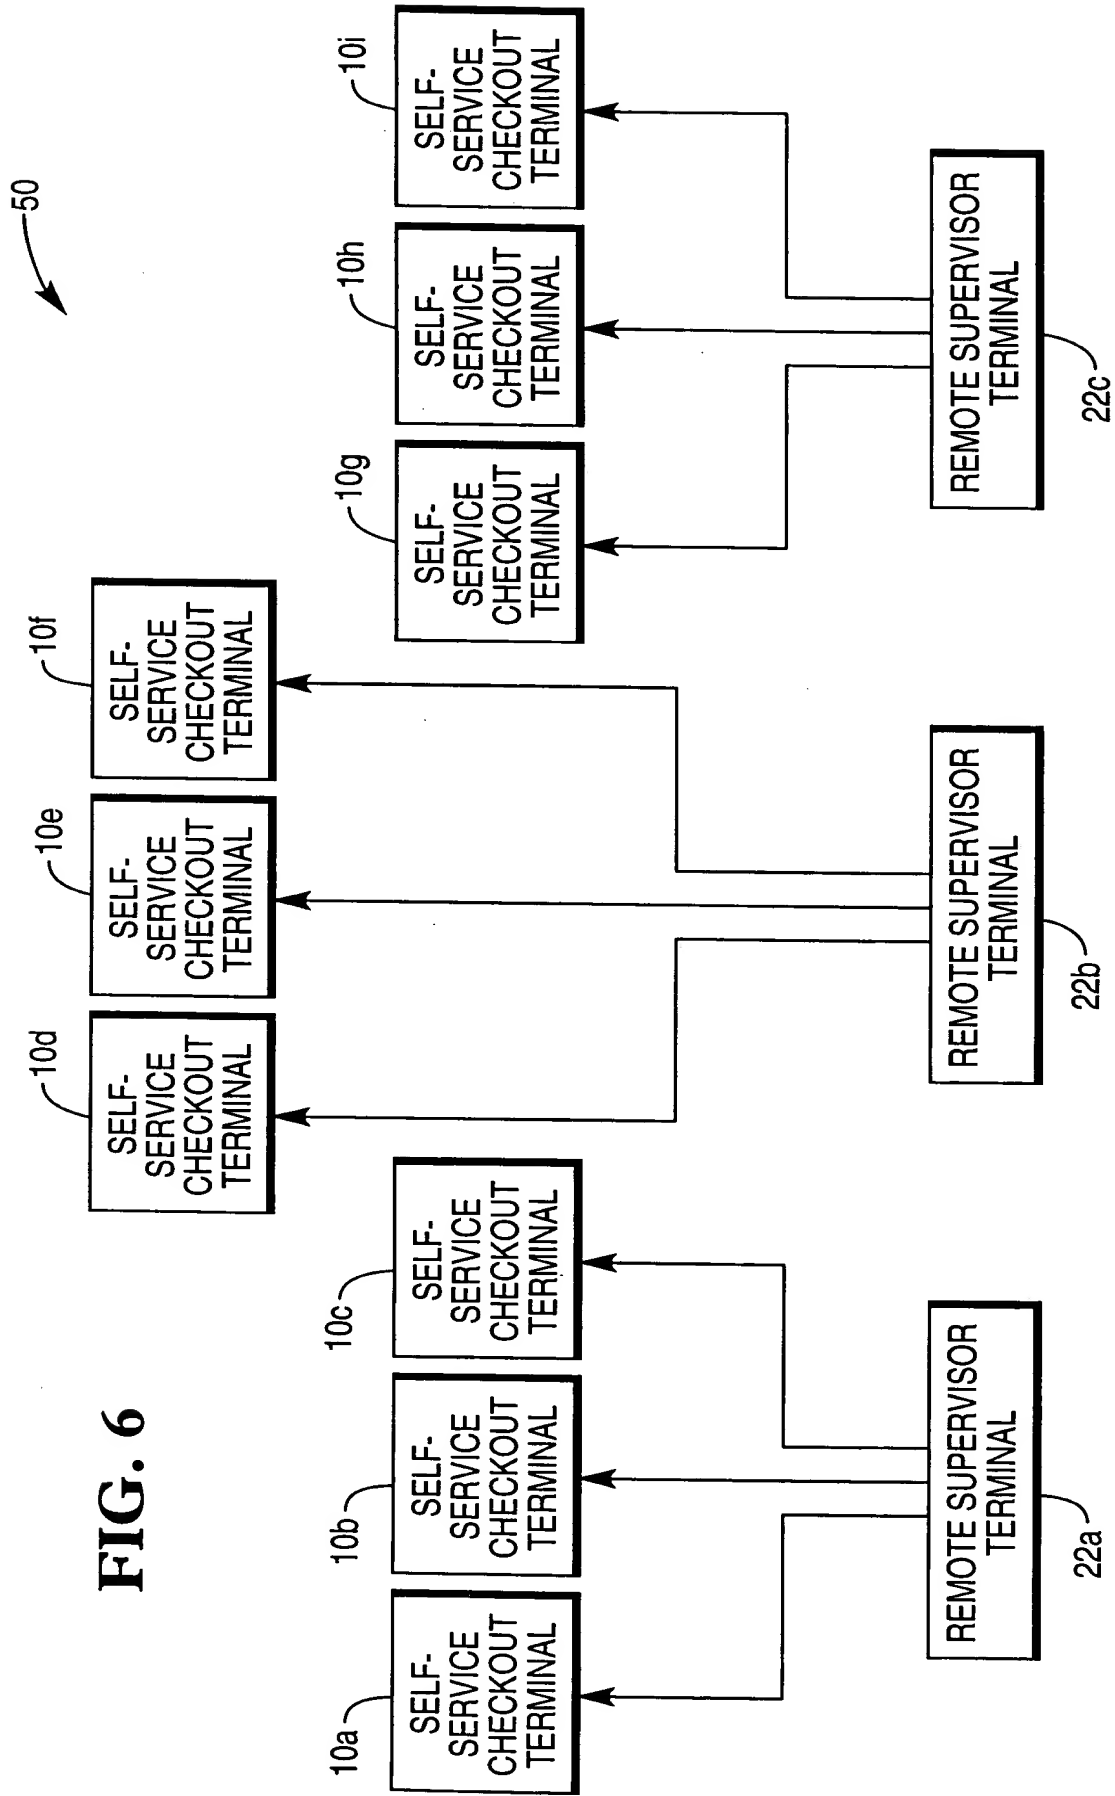 FIG. 6
50
10a
SELF-
SERVICE
CHECKOUT
TERMINAL
10b
SELF-
SERVICE
CHECKOUT
TERMINAL
10c
SELF-
SERVICE
CHECKOUT
TERMINAL
10d
SELF-
SERVICE
CHECKOUT
TERMINAL
10e
SELF-
SERVICE
CHECKOUT
TERMINAL
10f
SELF-
SERVICE
CHECKOUT
TERMINAL
10g
SELF-
SERVICE
CHECKOUT
TERMINAL
10h
SELF-
SERVICE
CHECKOUT
TERMINAL
10i
SELF-
SERVICE
CHECKOUT
TERMINAL
REMOTE SUPERVISOR
TERMINAL
22a
REMOTE SUPERVISOR
TERMINAL
22b
REMOTE SUPERVISOR
TERMINAL
22c